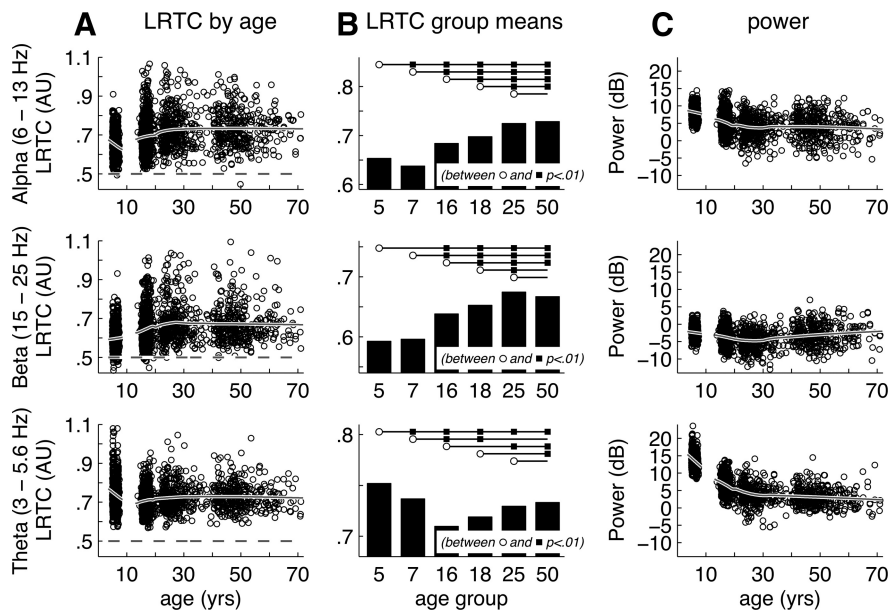 A LRTC by age
B LRTC group means
C power
Alpha (6 – 13 Hz)
LRTC (AU)
1.1
.9
.7
.5
10 30 50 70
.8
.7
.6
(between ○ and ■ p<.01)
5 7 16 18 25 50
Power (dB)
20
15
10
5
0
−5
−10
10 30 50 70
Beta (15 – 25 Hz)
LRTC (AU)
1.1
.9
.7
.5
10 30 50 70
.7
.6
(between ○ and ■ p<.01)
5 7 16 18 25 50
Power (dB)
20
15
10
5
0
−5
−10
10 30 50 70
Theta (3 – 5.6 Hz)
LRTC (AU)
1.1
.9
.7
.5
10 30 50 70
age (yrs)
.8
.7
(between ○ and ■ p<.01)
5 7 16 18 25 50
age group
Power (dB)
20
15
10
5
0
−5
−10
10 30 50 70
age (yrs)